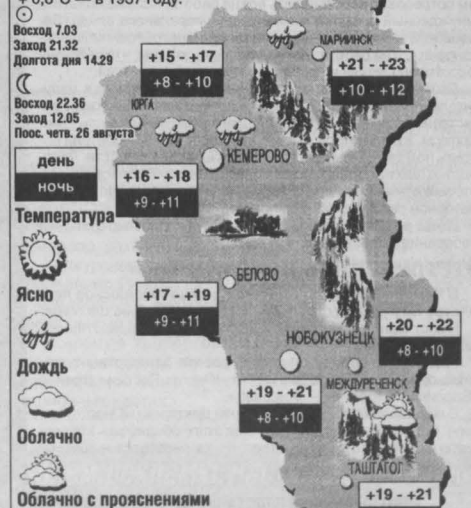 + 0,6°C — в 1987 году.
Восход 7.03
Заход 21.32
Долгота дня 14.29
Восход 22.36
Заход 12.05
Поос. четв. 26 августа
день
ночь
Температура
Ясно
Дождь
Облачно
Облачно с прояснениями
+15 - +17
+8 - +10
МАРИИНСК
+21 - +23
+10 - +12
ЮРГА
КЕМЕРОВО
+16 - +18
+9 - +11
БЕЛОВО
+17 - +19
+9 - +11
НОВОКУЗНЕЦК
+20 - +22
+8 - +10
МЕЖДУРЕЧЕНСК
+19 - +21
+8 - +10
ТАШТАГОЛ
+19 - +21